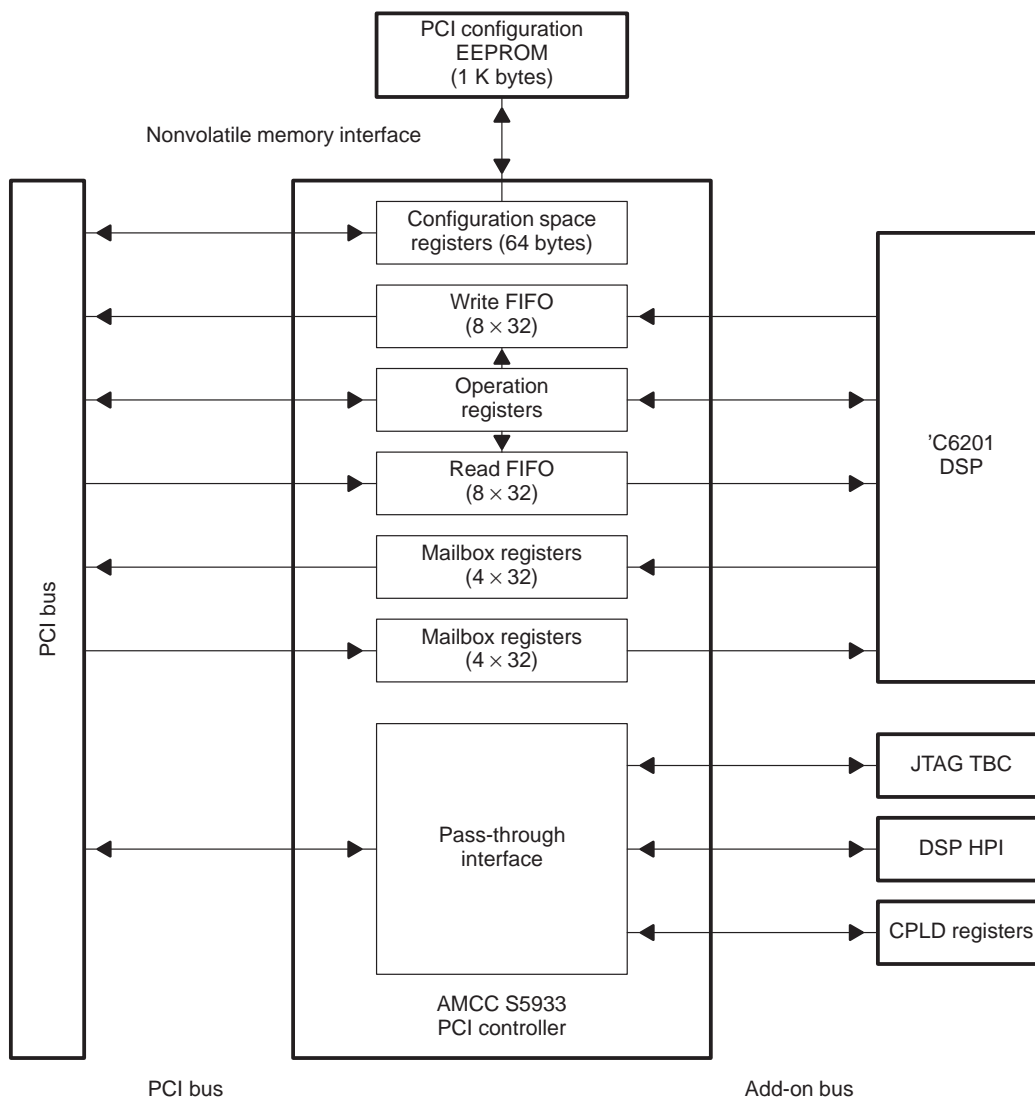 PCI configuration
EEPROM
(1 K bytes)
Nonvolatile memory interface
Configuration space
registers (64 bytes)
Write FIFO
(8 × 32)
Operation
registers
Read FIFO
(8 × 32)
Mailbox registers
(4 × 32)
Mailbox registers
(4 × 32)
PCI bus
'C6201
DSP
Pass-through
interface
JTAG TBC
DSP HPI
CPLD registers
AMCC S5933
PCI controller
PCI bus
Add-on bus